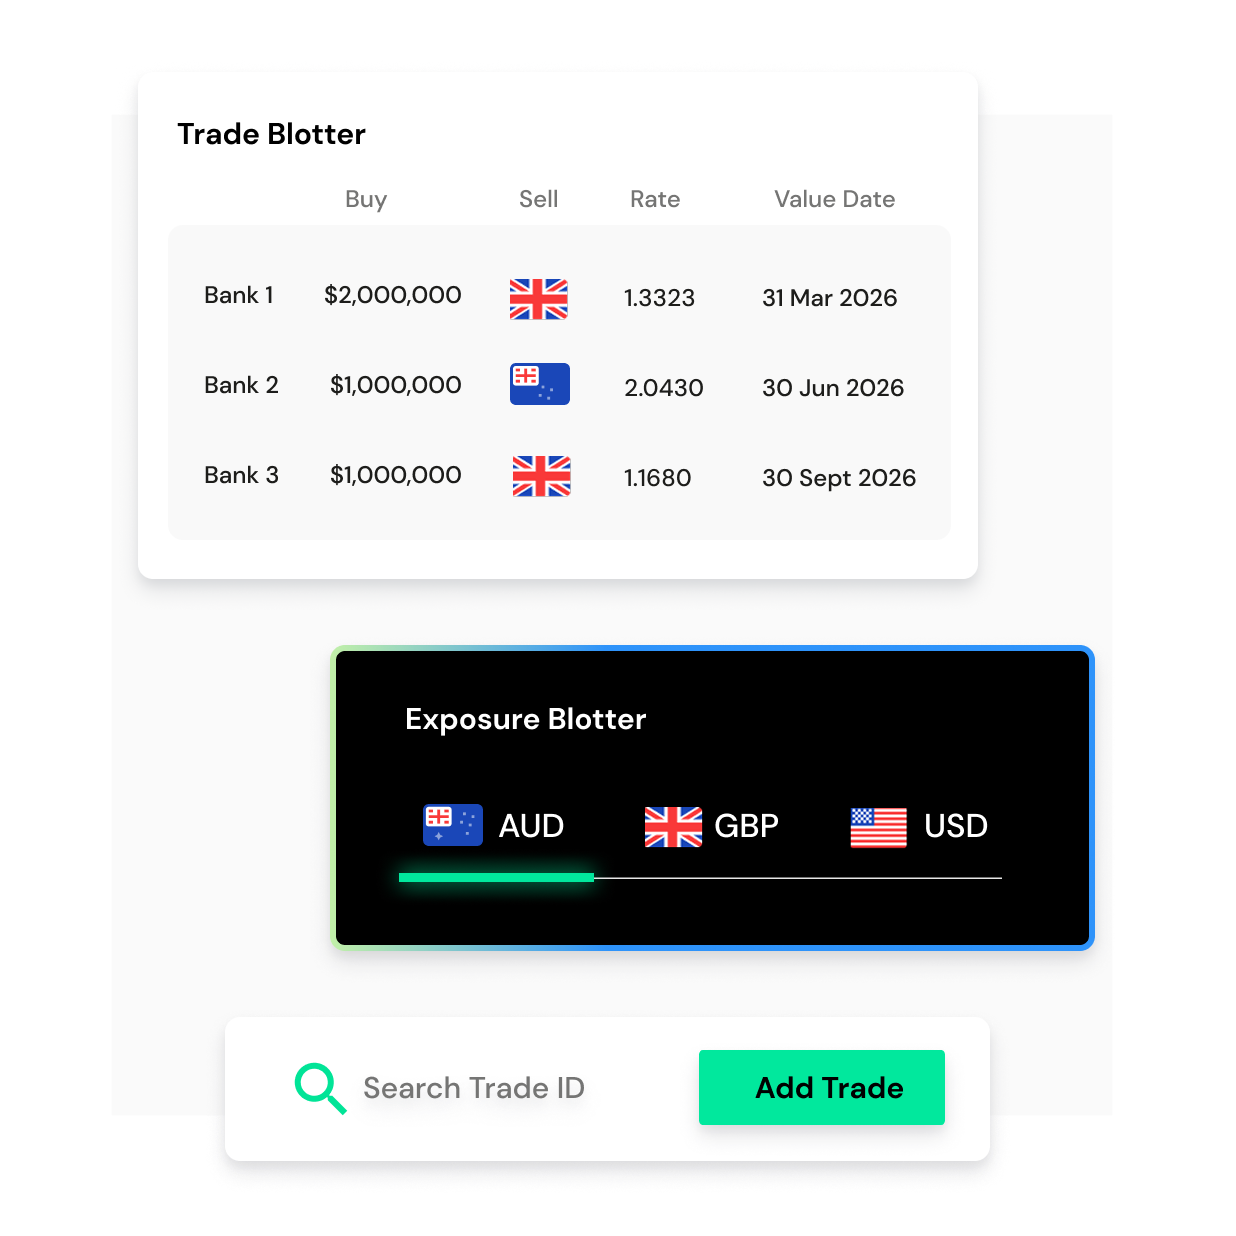 Trade Blotter
Buy Sell Rate Value Date
Bank 1 $2,000,000 1.3323 31 Mar 2026
Bank 2 $1,000,000 2.0430 30 Jun 2026
Bank 3 $1,000,000 1.1680 30 Sept 2026
Exposure Blotter
AUD GBP USD
Search Trade ID Add Trade